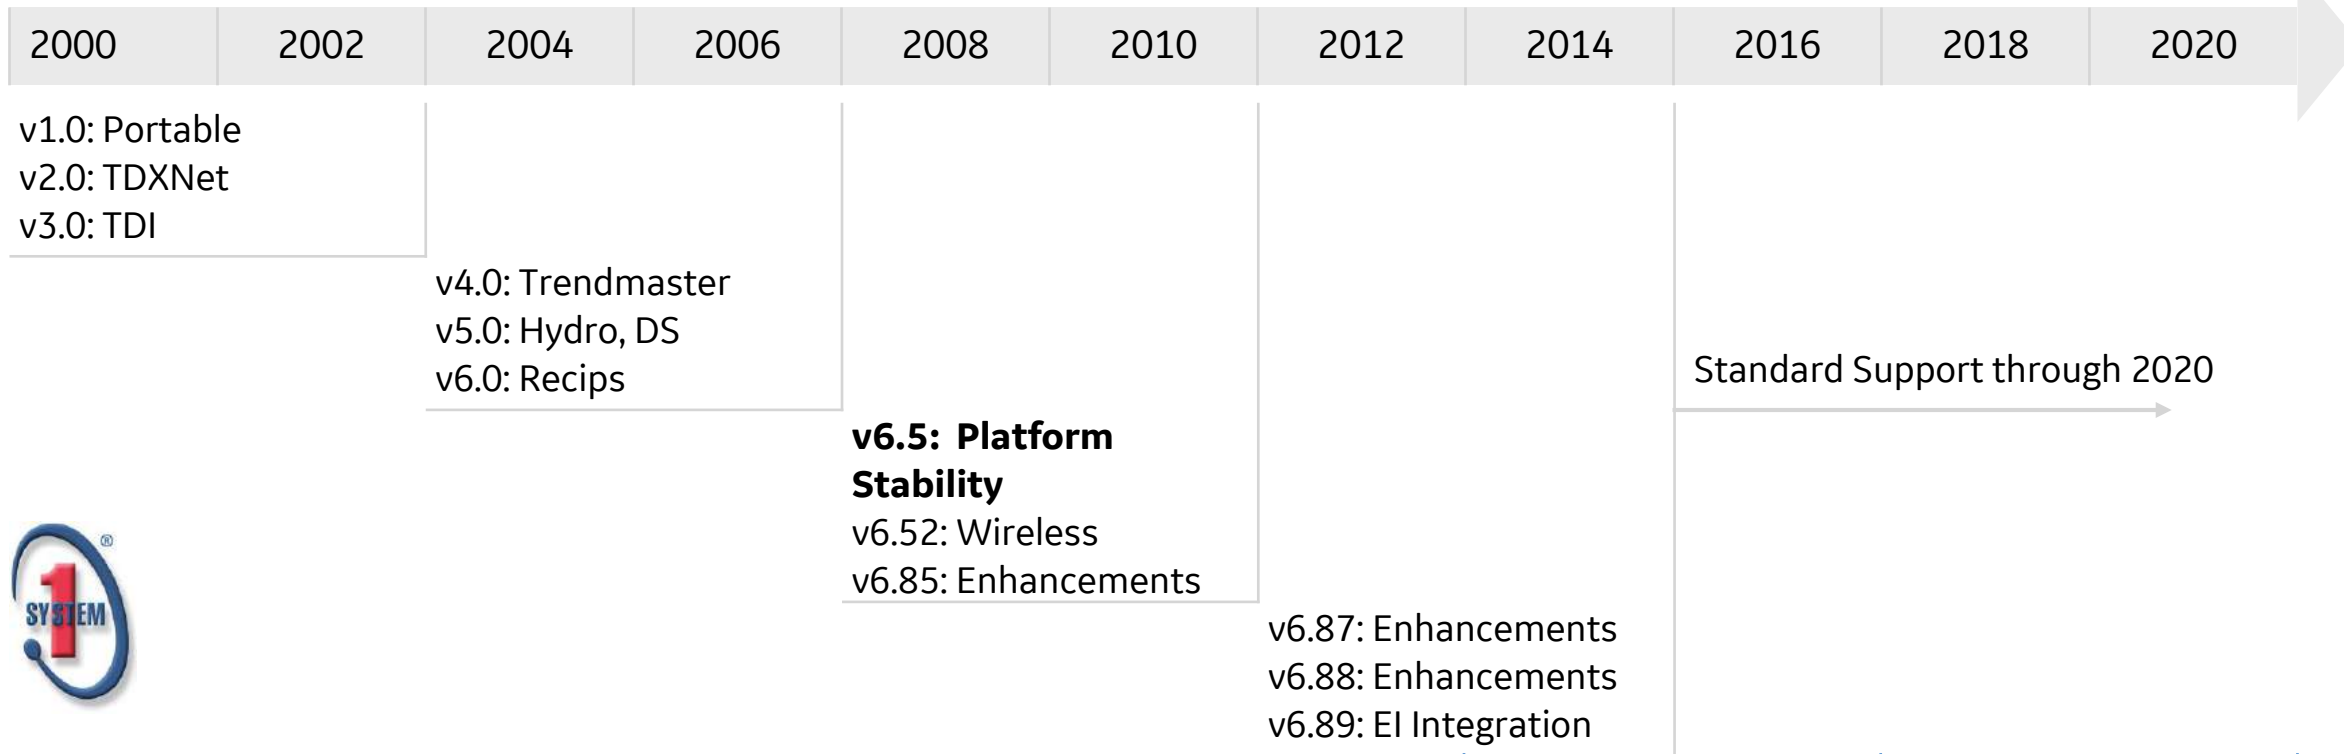 2000 2002 2004 2006 2008 2010 2012 2014 2016 2018 2020
v1.0: Portable
v2.0: TDXNet
v3.0: TDI
v4.0: Trendmaster
v5.0: Hydro, DS
v6.0: Recips
Standard Support through 2020
v6.5: Platform
Stability
v6.52: Wireless
v6.85: Enhancements
®
SYSTEM
1
v6.87: Enhancements
v6.88: Enhancements
v6.89: EI Integration